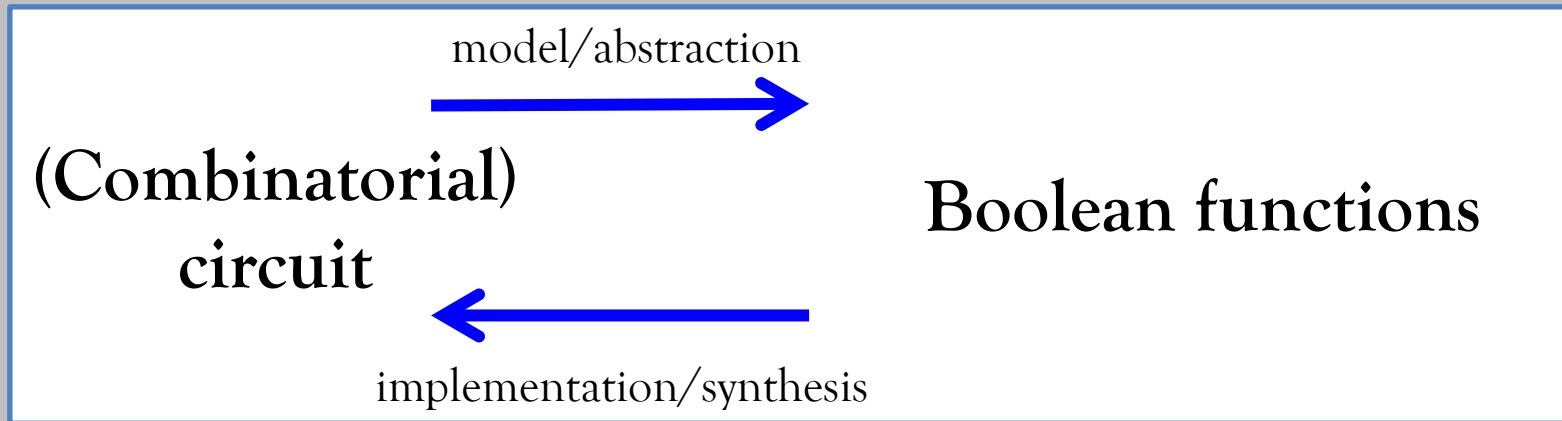 model/abstraction
(Combinatorial)
circuit
Boolean functions
implementation/synthesis